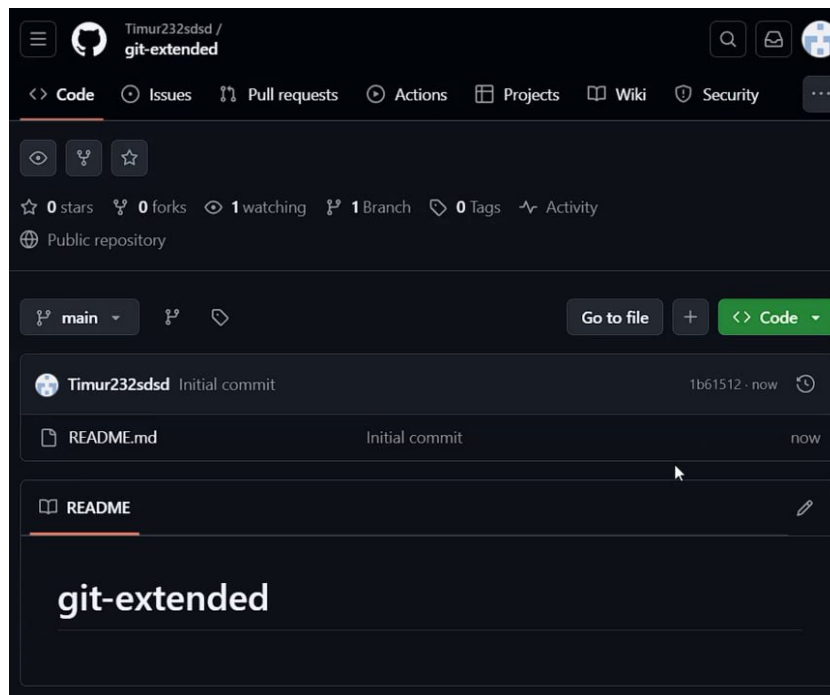 Timur232sdsd /
git-extended
Code Issues Pull requests Actions Projects Wiki Security
0 stars 0 forks 1 watching 1 Branch 0 Tags Activity
Public repository
main Go to file Code
Timur232sdsd Initial commit 1b61512 · now
README.md Initial commit now
README
git-extended